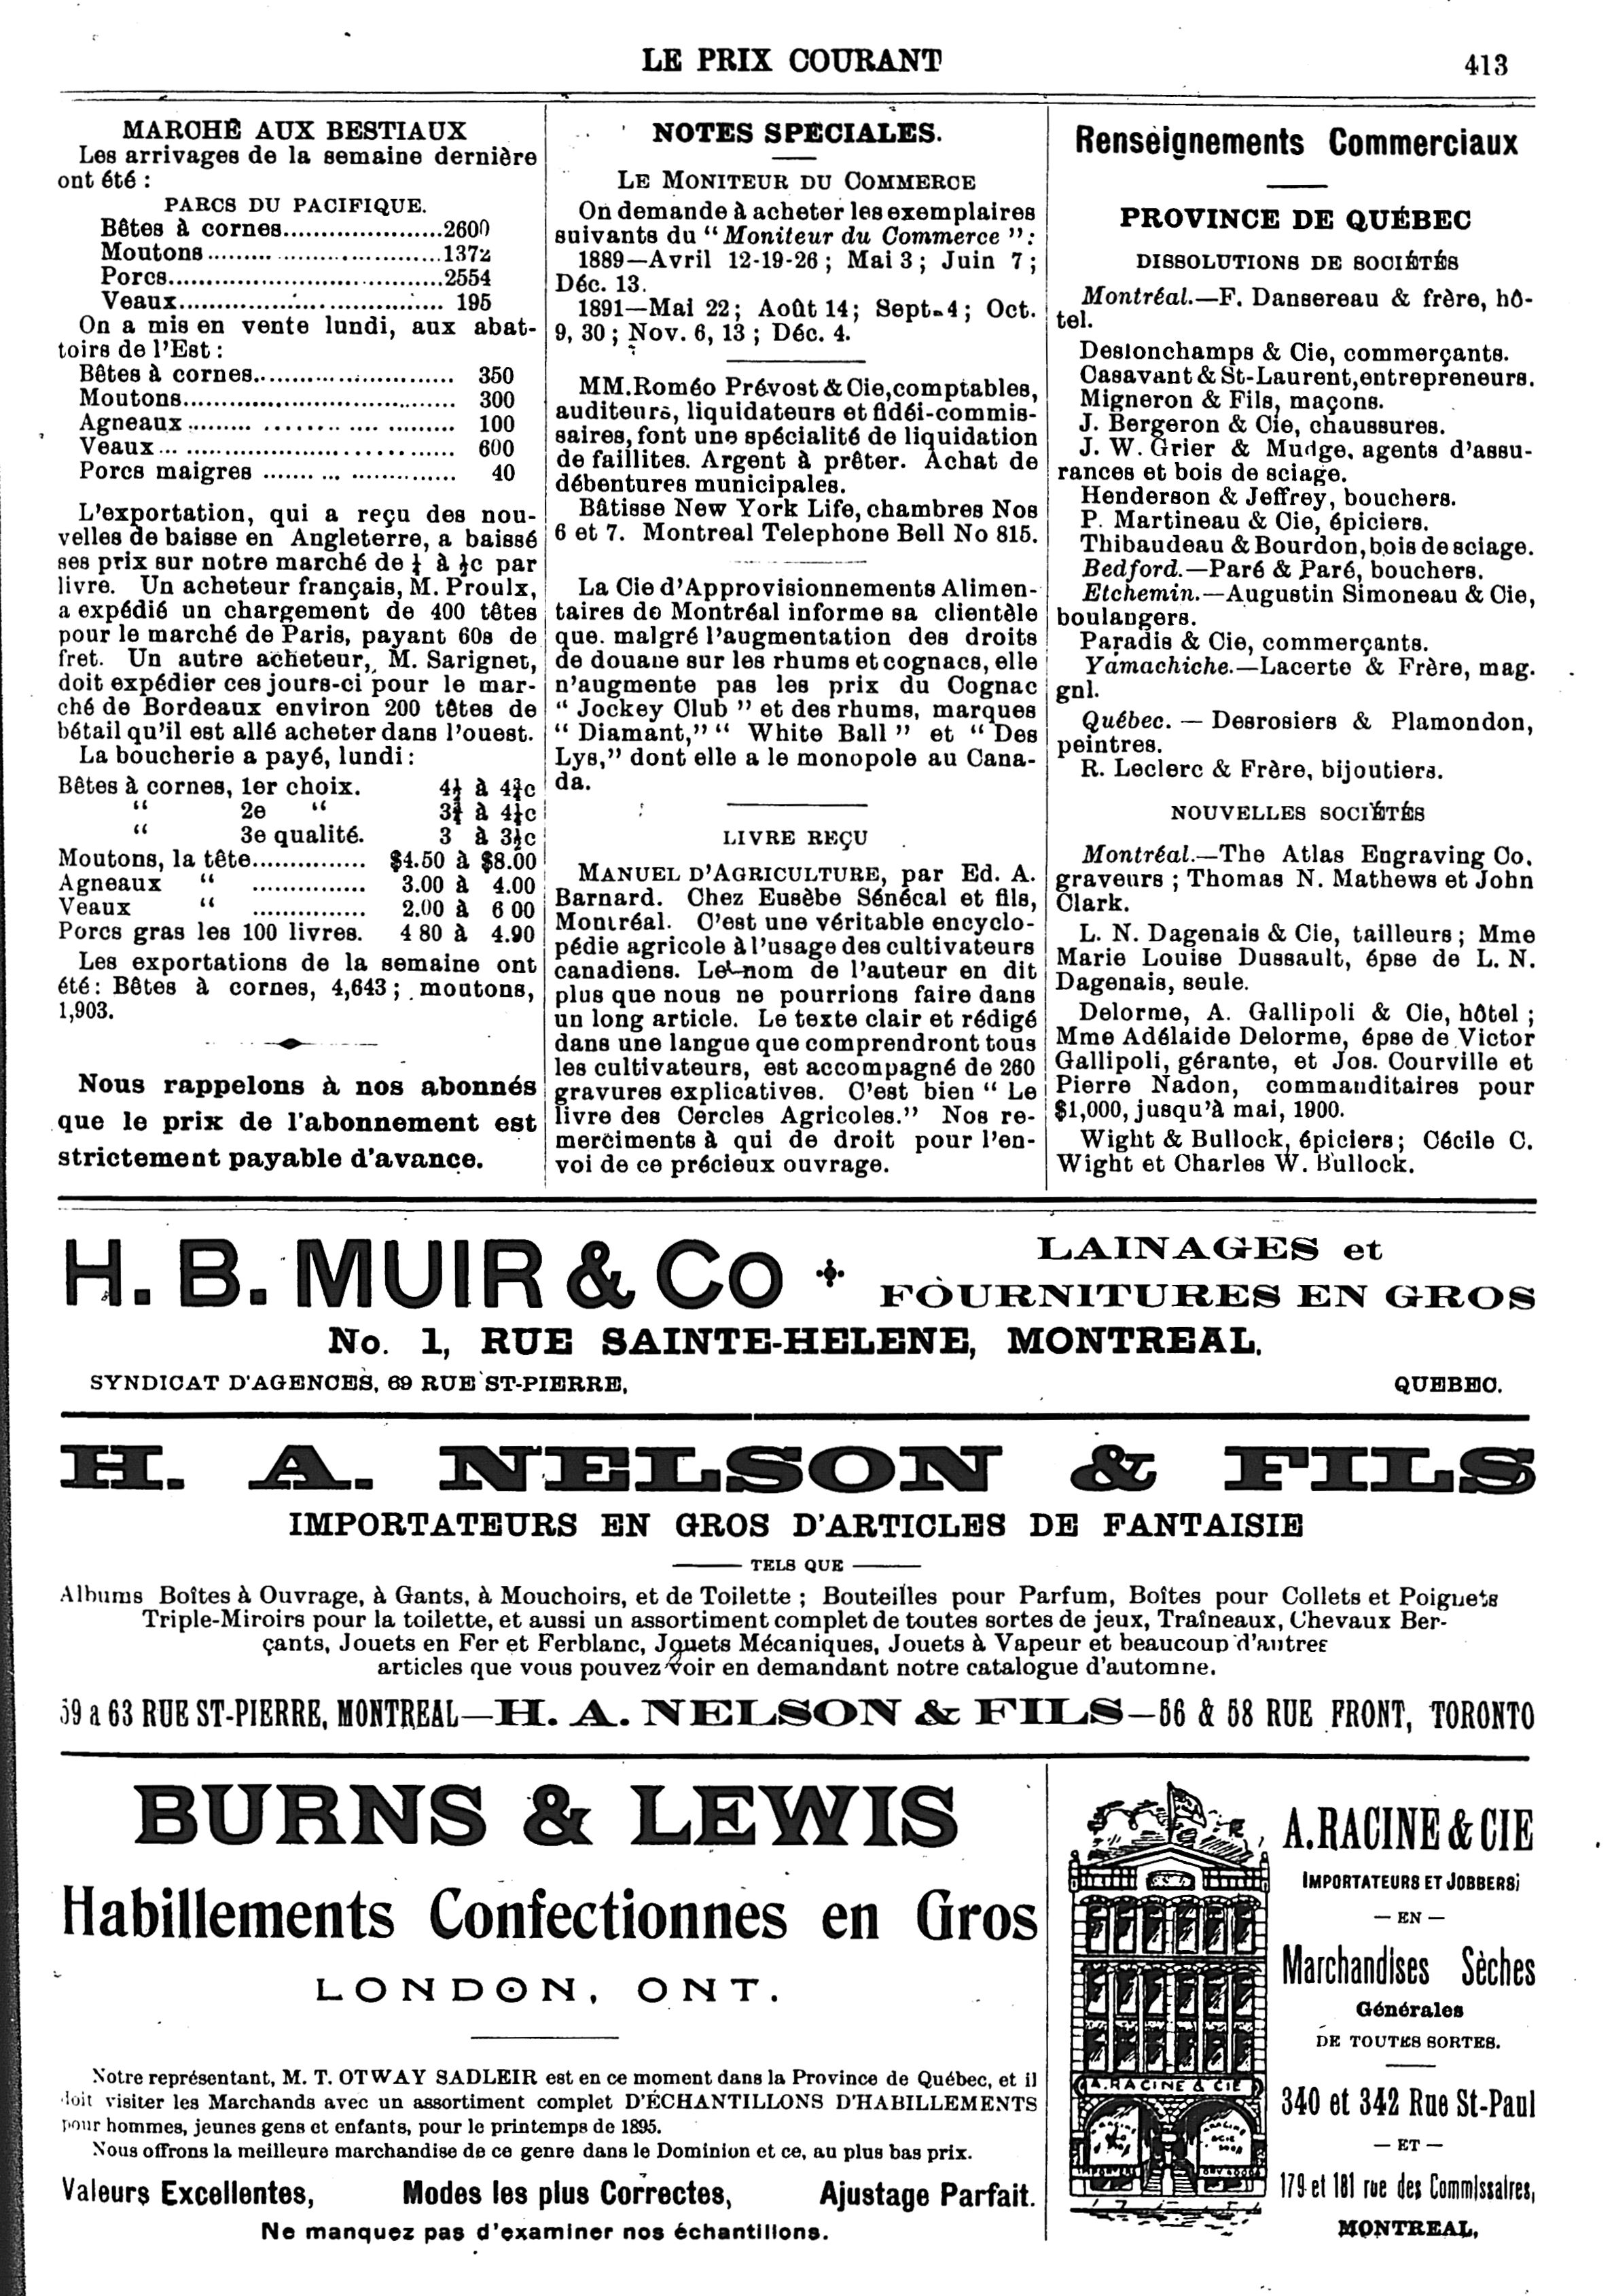 LE PRIX COURANT
413
MARCHÉ AUX BESTIAUX
Les arrivages de la semaine dernière
ont été :
PARCS DU PACIFIQUE.
Bêtes à cornes.....................2600
Moutons......... .........................1372
Porcs.....................................2554
Veaux.................................... 195
On a mis en vente lundi, aux abat-
toirs de l'Est :
Bêtes à cornes........................... 350
Moutons.................................... 300
Agneaux ......... ........... .... ......... 100
Veaux... ................................... 600
Porcs maigres ....... ... .............. 40
L'exportation, qui a reçu des nou-
velles de baisse en Angleterre, a baissé
ses prix sur notre marché de ¼ à ½c par
livre. Un acheteur français, M. Proulx,
a expédié un chargement de 400 têtes
pour le marché de Paris, payant 60s de
fret. Un autre acheteur, M. Sarignet,
doit expédier ces jours-ci pour le mar-
ché de Bordeaux environ 200 têtes de
bétail qu'il est allé acheter dans l'ouest.
La boucherie a payé, lundi :
Bêtes à cornes, 1er choix. 4½ à 4¾c
" 2e " 3¾ à 4¼c
" 3e qualité. 3 à 3½c
Moutons, la tête............... $4.50 à $8.00
Agneaux " ............... 3.00 à 4.00
Veaux " ............... 2.00 à 6 00
Porcs gras les 100 livres. 4 80 à 4.90
Les exportations de la semaine ont
été: Bêtes à cornes, 4,643 ; moutons,
1,903.
Nous rappelons à nos abonnés
que le prix de l'abonnement est
strictement payable d'avance.
NOTES SPECIALES.
LE MONITEUR DU COMMERCE
On demande à acheter les exemplaires
suivants du " Moniteur du Commerce ":
1889—Avril 12-19-26 ; Mai 3 ; Juin 7 ;
Déc. 13.
1891—Mai 22; Août 14; Sept. 4; Oct.
9, 30 ; Nov. 6, 13 ; Déc. 4.
MM. Roméo Prévost & Cie, comptables,
auditeurs, liquidateurs et fidéi-commis-
saires, font une spécialité de liquidation
de faillites. Argent à prêter. Achat de
débentures municipales.
Bâtisse New York Life, chambres Nos
6 et 7. Montreal Telephone Bell No 815.
La Cie d'Approvisionnements Alimen-
taires de Montréal informe sa clientèle
que. malgré l'augmentation des droits
de douane sur les rhums et cognacs, elle
n'augmente pas les prix du Cognac
" Jockey Club " et des rhums, marques
" Diamant," " White Ball " et " Des
Lys," dont elle a le monopole au Cana-
da.
LIVRE REÇU
MANUEL D'AGRICULTURE, par Ed. A.
Barnard. Chez Eusèbe Sénécal et fils,
Montréal. C'est une véritable encyclo-
pédie agricole à l'usage des cultivateurs
canadiens. Le nom de l'auteur en dit
plus que nous ne pourrions faire dans
un long article. Le texte clair et rédigé
dans une langue que comprendront tous
les cultivateurs, est accompagné de 260
gravures explicatives. C'est bien " Le
livre des Cercles Agricoles." Nos re-
merciments à qui de droit pour l'en-
voi de ce précieux ouvrage.
Renseignements Commerciaux
PROVINCE DE QUÉBEC
DISSOLUTIONS DE SOCIÉTÉS
Montréal.—F. Dansereau & frère, hô-
tel.
Deslonchamps & Cie, commerçants.
Casavant & St-Laurent, entrepreneurs.
Migneron & Fils, maçons.
J. Bergeron & Cie, chaussures.
J. W. Grier & Mudge, agents d'assu-
rances et bois de sciage.
Henderson & Jeffrey, bouchers.
P. Martineau & Cie, épiciers.
Thibaudeau & Bourdon, bois de sciage.
Bedford.—Paré & Paré, bouchers.
Etchemin.—Augustin Simoneau & Cie,
boulangers.
Paradis & Cie, commerçants.
Yamachiche.—Lacerte & Frère, mag.
gnl.
Québec. — Desrosiers & Plamondon,
peintres.
R. Leclerc & Frère, bijoutiers.
NOUVELLES SOCIÉTÉS
Montréal.—The Atlas Engraving Co.
graveurs ; Thomas N. Mathews et John
Clark.
L. N. Dagenais & Cie, tailleurs ; Mme
Marie Louise Dussault, épse de L. N.
Dagenais, seule.
Delorme, A. Gallipoli & Cie, hôtel ;
Mme Adélaide Delorme, épse de Victor
Gallipoli, gérante, et Jos. Courville et
Pierre Nadon, commanditaires pour
$1,000, jusqu'à mai, 1900.
Wight & Bullock, épiciers ; Cécile C.
Wight et Charles W. Bullock.
H. B. MUIR & Co
LAINAGES et
FOURNITURES EN GROS
No. 1, RUE SAINTE-HELENE, MONTREAL.
SYNDICAT D'AGENCES, 69 RUE ST-PIERRE, QUEBEC.
H. A. NELSON & FILS
IMPORTATEURS EN GROS D'ARTICLES DE FANTAISIE
TELS QUE
Albums Boîtes à Ouvrage, à Gants, à Mouchoirs, et de Toilette ; Bouteilles pour Parfum, Boîtes pour Collets et Poignets
Triple-Miroirs pour la toilette, et aussi un assortiment complet de toutes sortes de jeux, Traîneaux, Chevaux Ber-
çants, Jouets en Fer et Ferblanc, Jouets Mécaniques, Jouets à Vapeur et beaucoup d'autres
articles que vous pouvez voir en demandant notre catalogue d'automne.
59 a 63 RUE ST-PIERRE, MONTREAL—H. A. NELSON & FILS—56 & 58 RUE FRONT, TORONTO
BURNS & LEWIS
Habillements Confectionnes en Gros
LONDON, ONT.
Notre représentant, M. T. OTWAY SADLEIR est en ce moment dans la Province de Québec, et il
doit visiter les Marchands avec un assortiment complet D'ÉCHANTILLONS D'HABILLEMENTS
pour hommes, jeunes gens et enfants, pour le printemps de 1895.
Nous offrons la meilleure marchandise de ce genre dans le Dominion et ce, au plus bas prix.
Valeurs Excellentes, Modes les plus Correctes, Ajustage Parfait.
Ne manquez pas d'examiner nos échantillons.
A. RACINE & CIE
A. RACINE & CIE
IMPORTATEURS ET JOBBERS
— EN —
Marchandises Sèches
Générales
DE TOUTES SORTES.
340 et 342 Rue St-Paul
— ET —
179 et 181 rue des Commissaires,
MONTREAL,